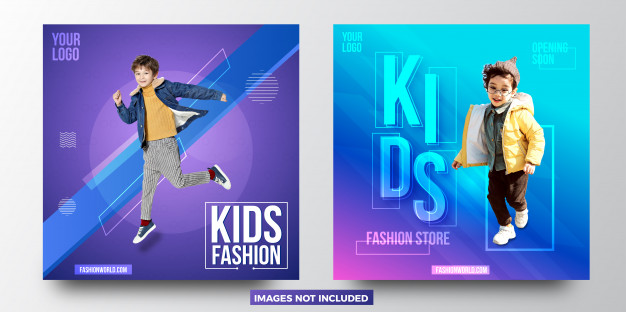 YOUR
LOGO
KIDS
FASHION
FASHIONWORLD.COM
YOUR
LOGO
OPENING
SOON
KI
DS
FASHION STORE
FASHIONWORLD.COM
IMAGES NOT INCLUDED